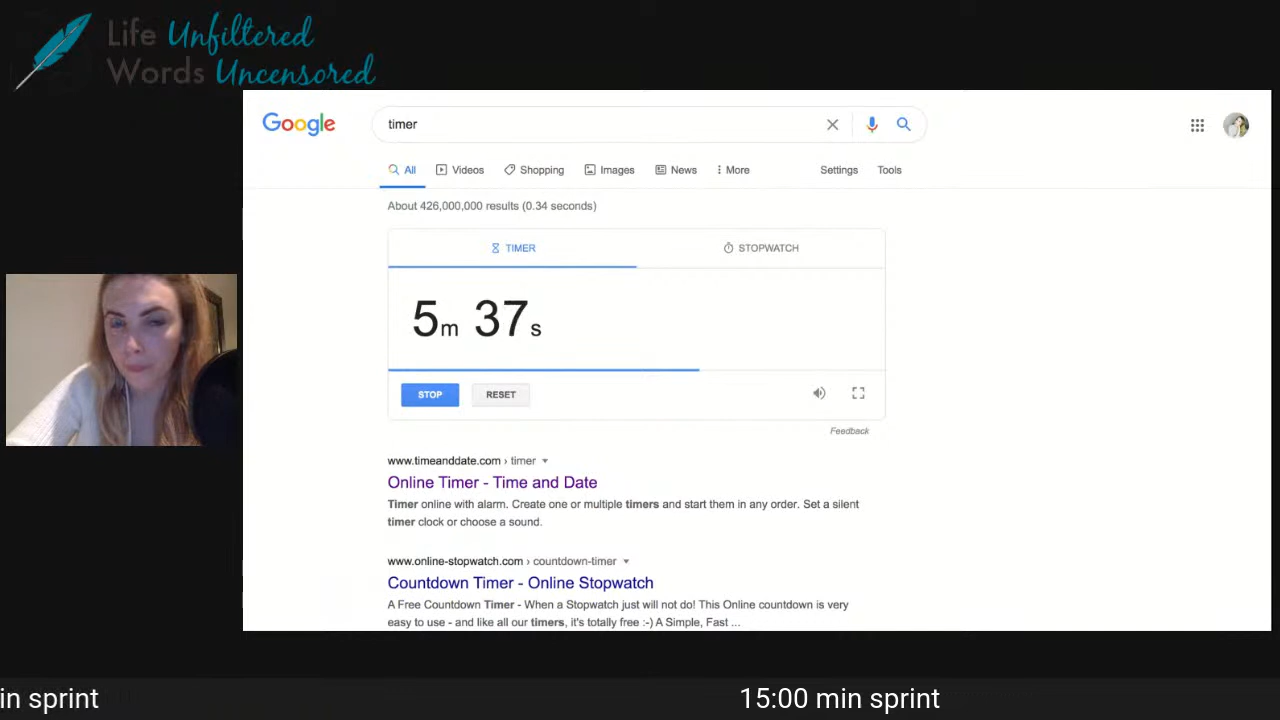 Life Unfiltered
Words Uncensored
Google
timer
All
Videos
Shopping
Images
News
More
Settings
Tools
About 426,000,000 results (0.34 seconds)
TIMER
STOPWATCH
5m 37s
STOP
RESET
Feedback
www.timeanddate.com › timer
Online Timer - Time and Date
Timer online with alarm. Create one or multiple timers and start them in any order. Set a silent
timer clock or choose a sound.
www.online-stopwatch.com › countdown-timer
Countdown Timer - Online Stopwatch
A Free Countdown Timer - When a Stopwatch just will not do! This Online countdown is very
easy to use - and like all our timers, it's totally free :-) A Simple, Fast ...
in sprint
15:00 min sprint